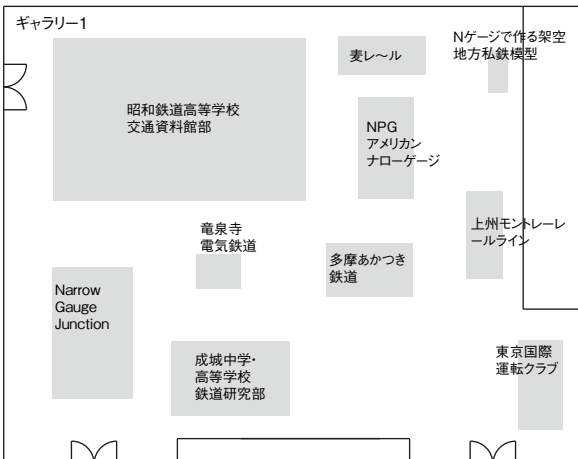 ギャラリー1
Nゲージで作る架空
地方私鉄模型
麦レ～ル
昭和鉄道高等学校
交通資料館部
NPG
アメリカン
ナローゲージ
竜泉寺
電気鉄道
上州モントレーレ
ールライン
多摩あかつき
鉄道
Narrow
Gauge
Junction
成城中学・
高等学校
鉄道研究部
東京国際
運転クラブ